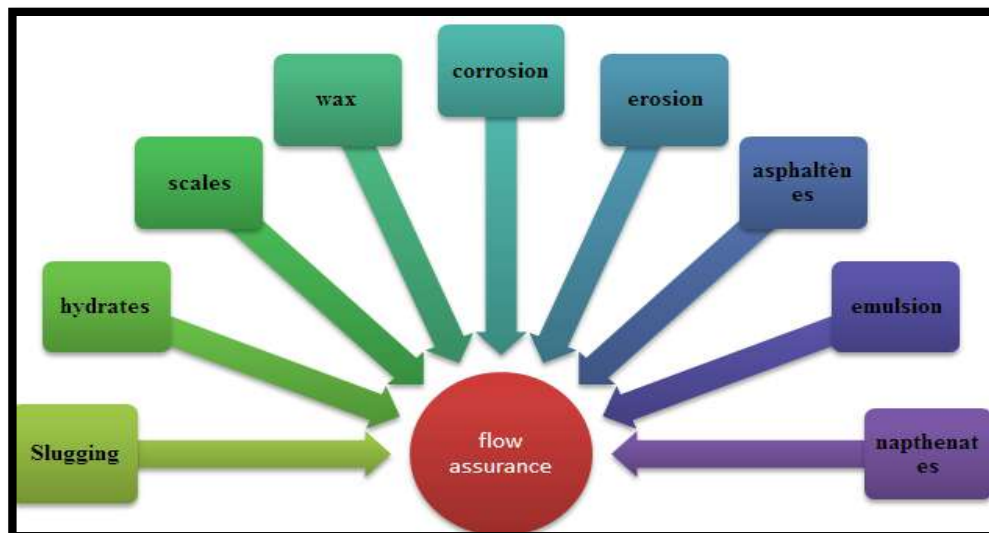 corrosion
wax
erosion
scales
asphaltèn
es
hydrates
emulsion
Slugging
flow
assurance
napthenat
es